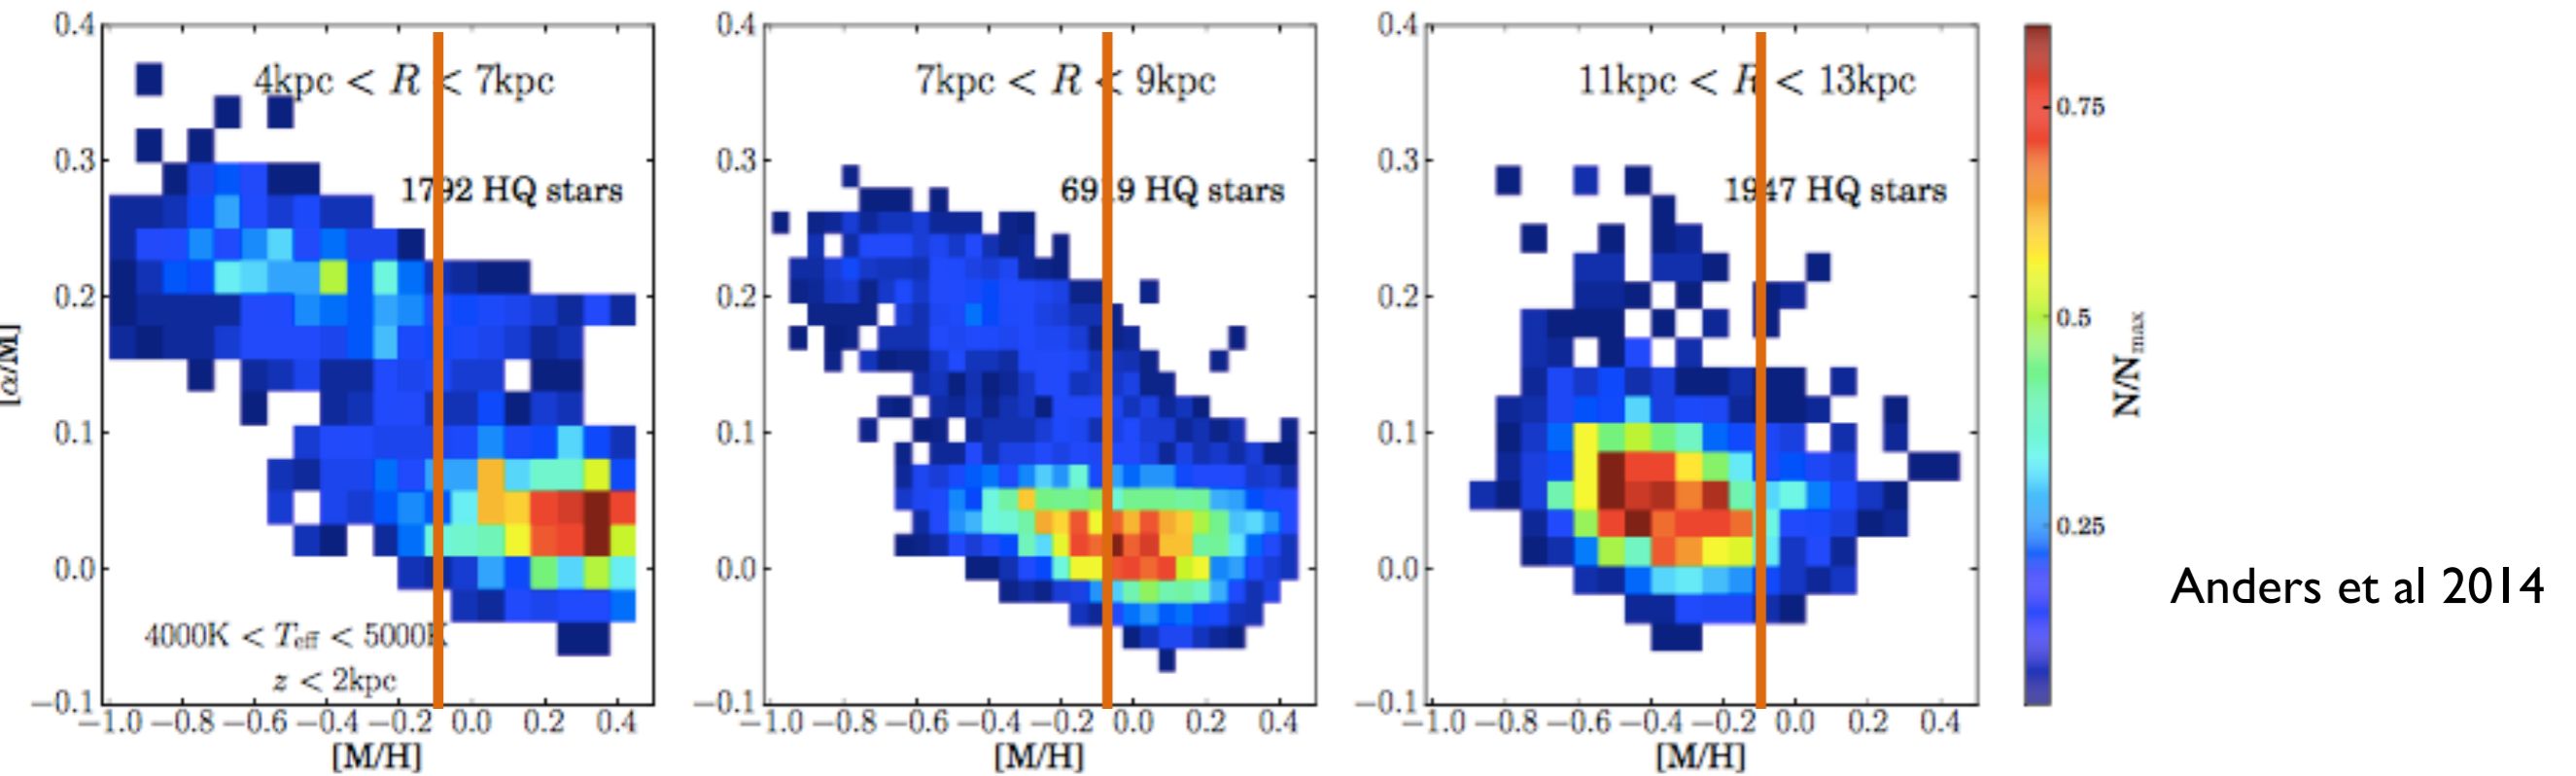 0.4
0.3
0.2
0.1
0.0
−0.1
[α/M]
4kpc < R < 7kpc
1792 HQ stars
4000K < Teff < 5000K
z < 2kpc
−1.0 −0.8 −0.6 −0.4 −0.2 0.0 0.2 0.4
[M/H]
0.4
0.3
0.2
0.1
0.0
−0.1
7kpc < R < 9kpc
6919 HQ stars
−1.0 −0.8 −0.6 −0.4 −0.2 0.0 0.2 0.4
[M/H]
0.4
0.3
0.2
0.1
0.0
−0.1
11kpc < R < 13kpc
1947 HQ stars
−1.0 −0.8 −0.6 −0.4 −0.2 0.0 0.2 0.4
[M/H]
0.75
0.5
0.25
N/Nmax
Anders et al 2014